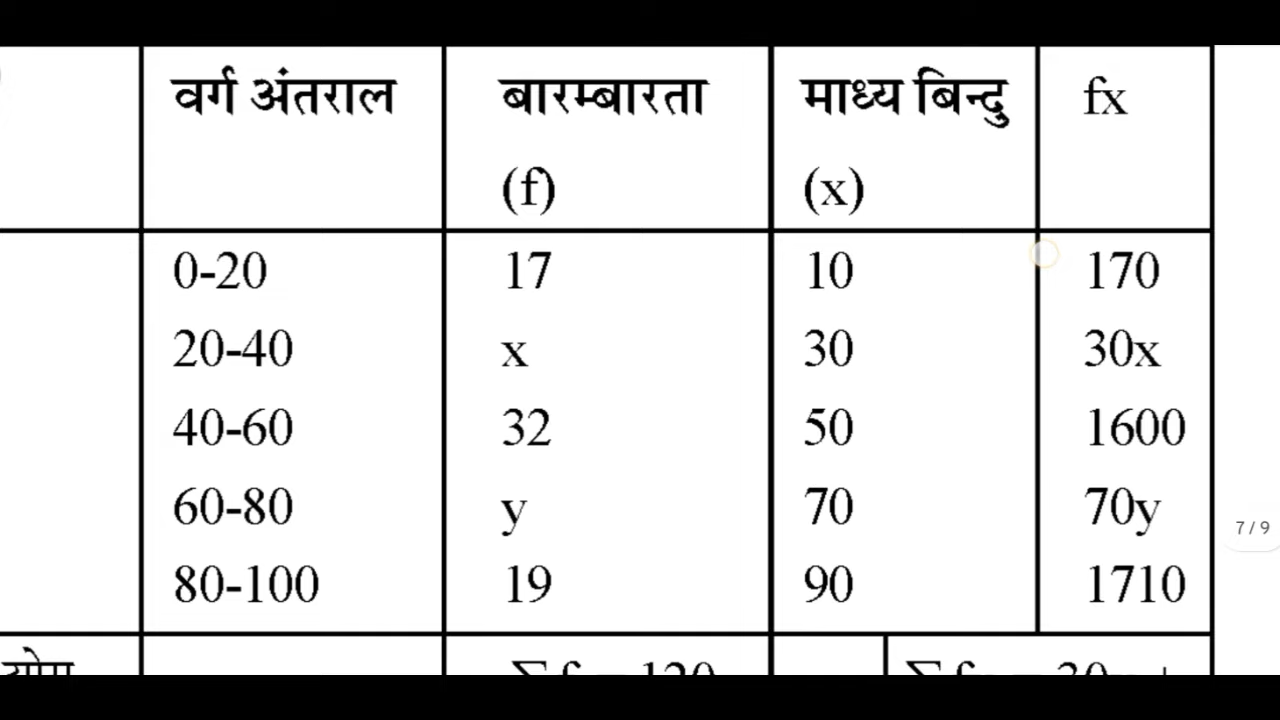 वर्ग अंतराल बारम्बारता माध्य बिन्दु fx
(f) (x)
0-20 17 10 170
20-40 x 30 30x
40-60 32 50 1600
60-80 y 70 70y
7 / 9
80-100 19 90 1710